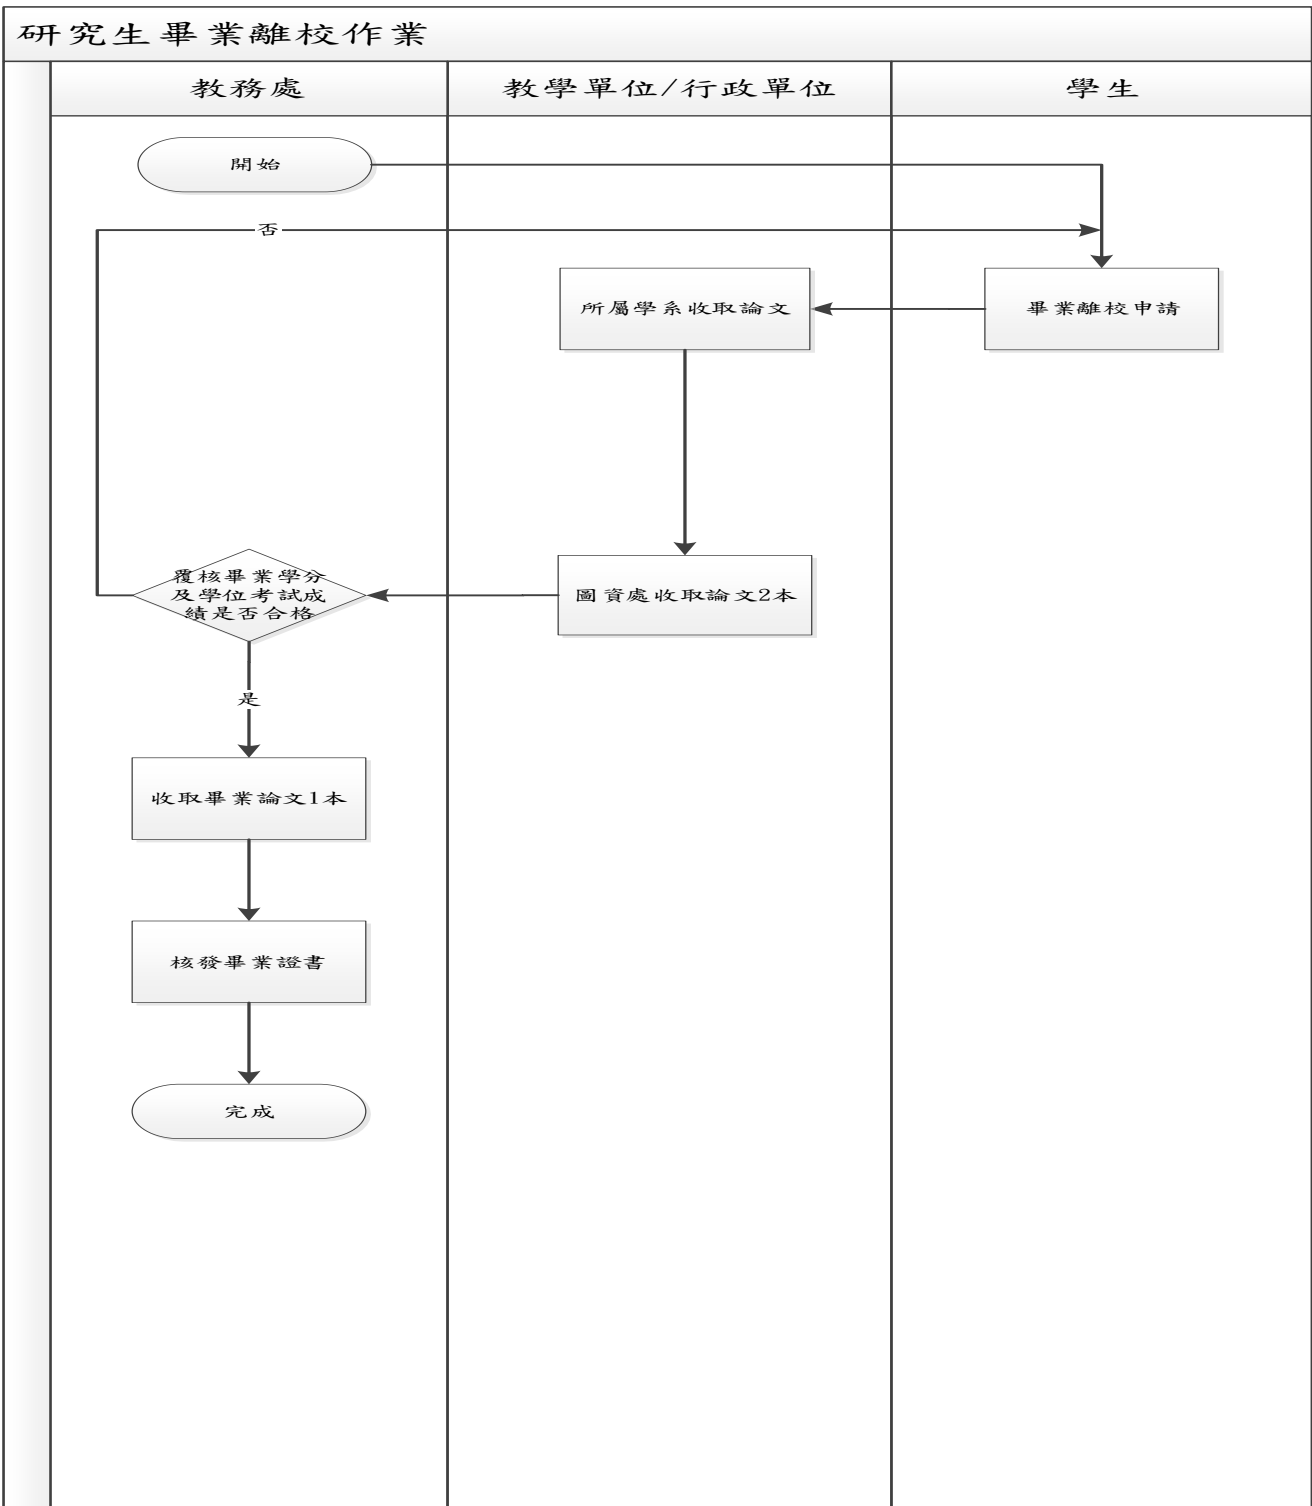 研究生畢業離校作業
教務處
教學單位/行政單位
學生
開始
否
所屬學系收取論文
畢業離校申請
覆核畢業學分
及學位考試成
績是否合格
圖資處收取論文2本
是
收取畢業論文1本
核發畢業證書
完成